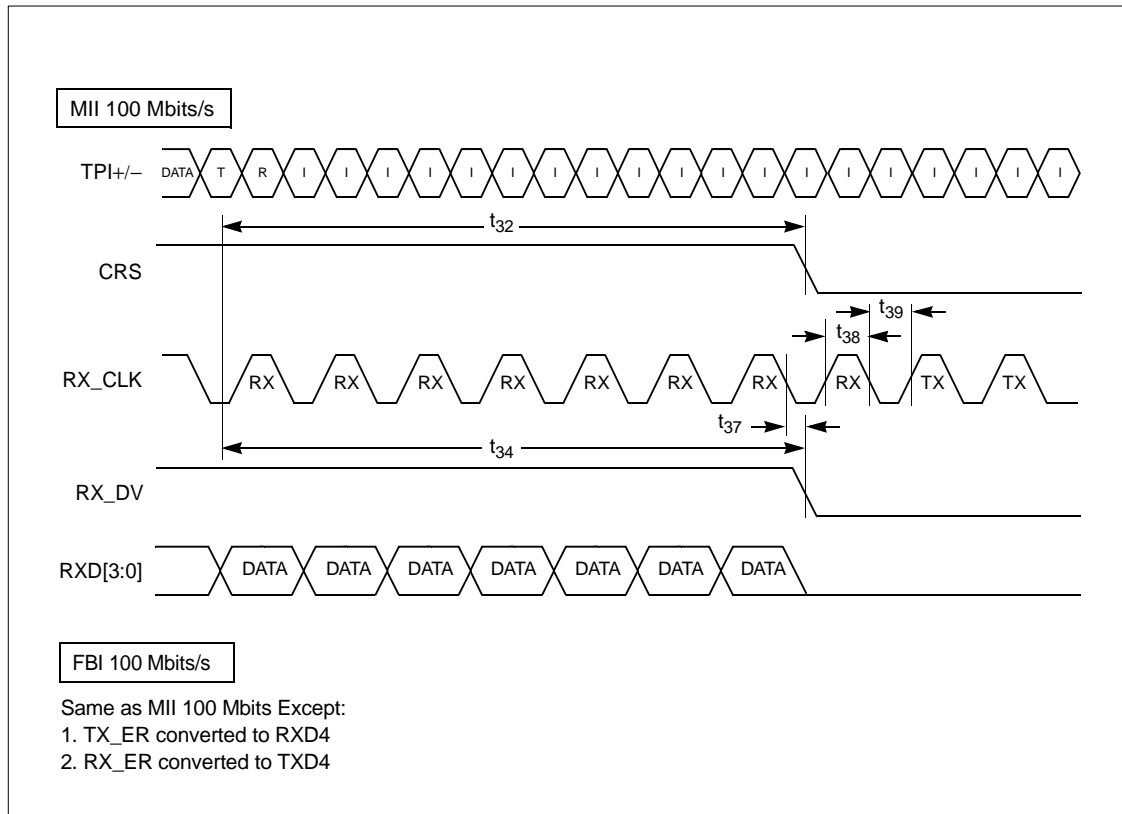 MII 100 Mbits/s
TPI+/− DATA T R I I I I I I I I I I I I I I I I I I I
t32
CRS
t39
t38
RX_CLK RX RX RX RX RX RX RX RX TX TX
t37
t34
RX_DV
RXD[3:0] DATA DATA DATA DATA DATA DATA DATA
FBI 100 Mbits/s
Same as MII 100 Mbits Except:
1. TX_ER converted to RXD4
2. RX_ER converted to TXD4